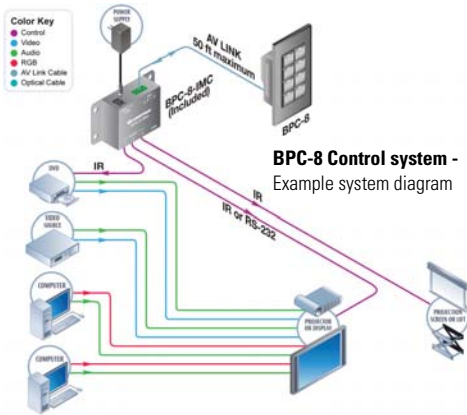 Color Key
Control
Video
Audio
RGB
AV Link Cable
Optical Cable
POWER
SUPPLY
AV LINK
50 ft maximum
BPC-8-IMC
(Included)
BPC-8
BPC-8 Control system -
Example system diagram
IR
IR
IR or RS-232
DVD
VIDEO
SOURCE
COMPUTER
COMPUTER
PROJECTOR
OR DISPLAY
PROJECTION
SCREEN OR LIFT